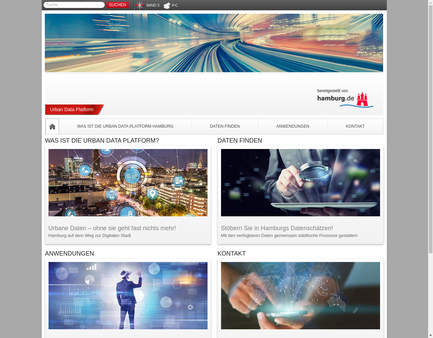 SUCHEN
WIND 0
bereitgestellt von
hamburg.de
Urban Data Platform
WAS IST DIE URBAN DATA PLATFORM HAMBURG
DATEN FINDEN
ANWENDUNGEN
KONTAKT
WAS IST DIE URBAN DATA PLATFORM?
DATEN FINDEN
Urbane Daten – ohne sie geht fast nichts mehr!
Hamburg auf dem Weg zur Digitalen Stadt
Stöbern Sie in Hamburgs Datenschätzen!
Mit den verfügbaren Daten gemeinsam städtische Prozesse gestalten!
ANWENDUNGEN
KONTAKT